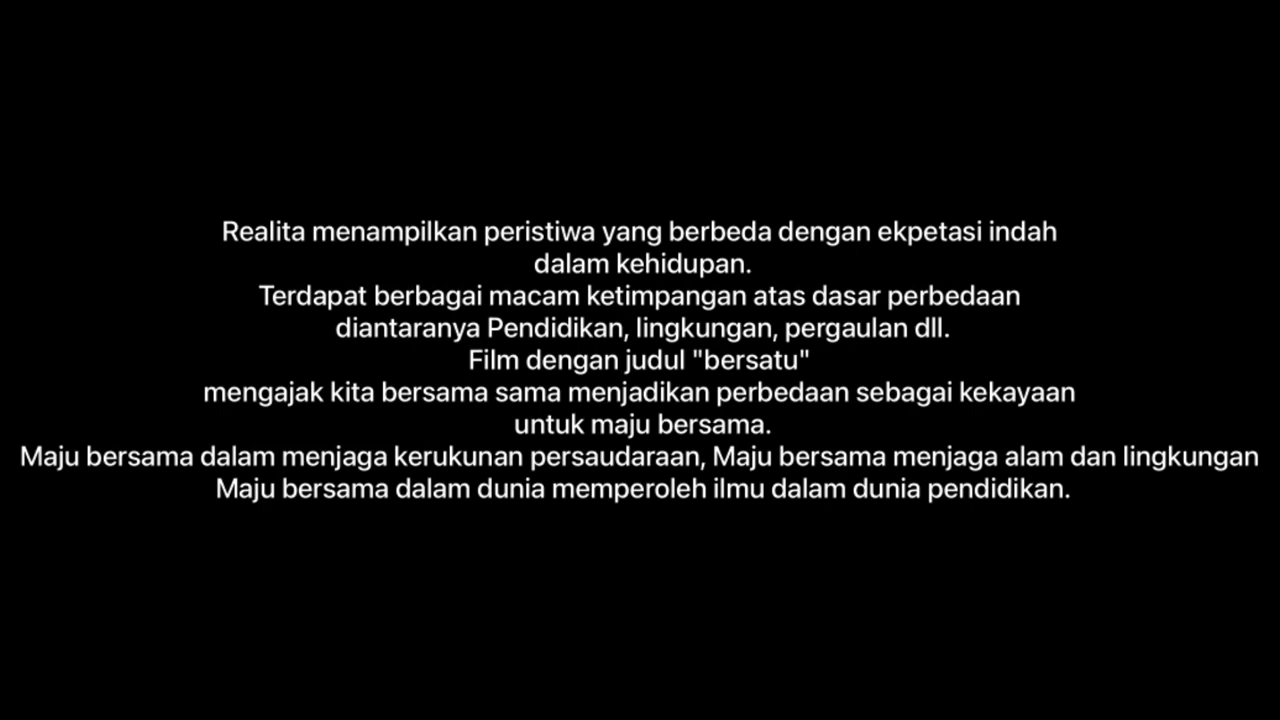 Realita menampilkan peristiwa yang berbeda dengan ekpetasi indah
dalam kehidupan.
Terdapat berbagai macam ketimpangan atas dasar perbedaan
diantaranya Pendidikan, lingkungan, pergaulan dll.
Film dengan judul "bersatu"
mengajak kita bersama sama menjadikan perbedaan sebagai kekayaan
untuk maju bersama.
Maju bersama dalam menjaga kerukunan persaudaraan, Maju bersama menjaga alam dan lingkungan
Maju bersama dalam dunia memperoleh ilmu dalam dunia pendidikan.